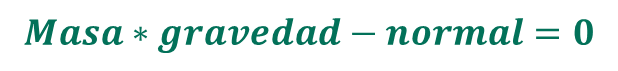 Masa * gravedad − normal = 0